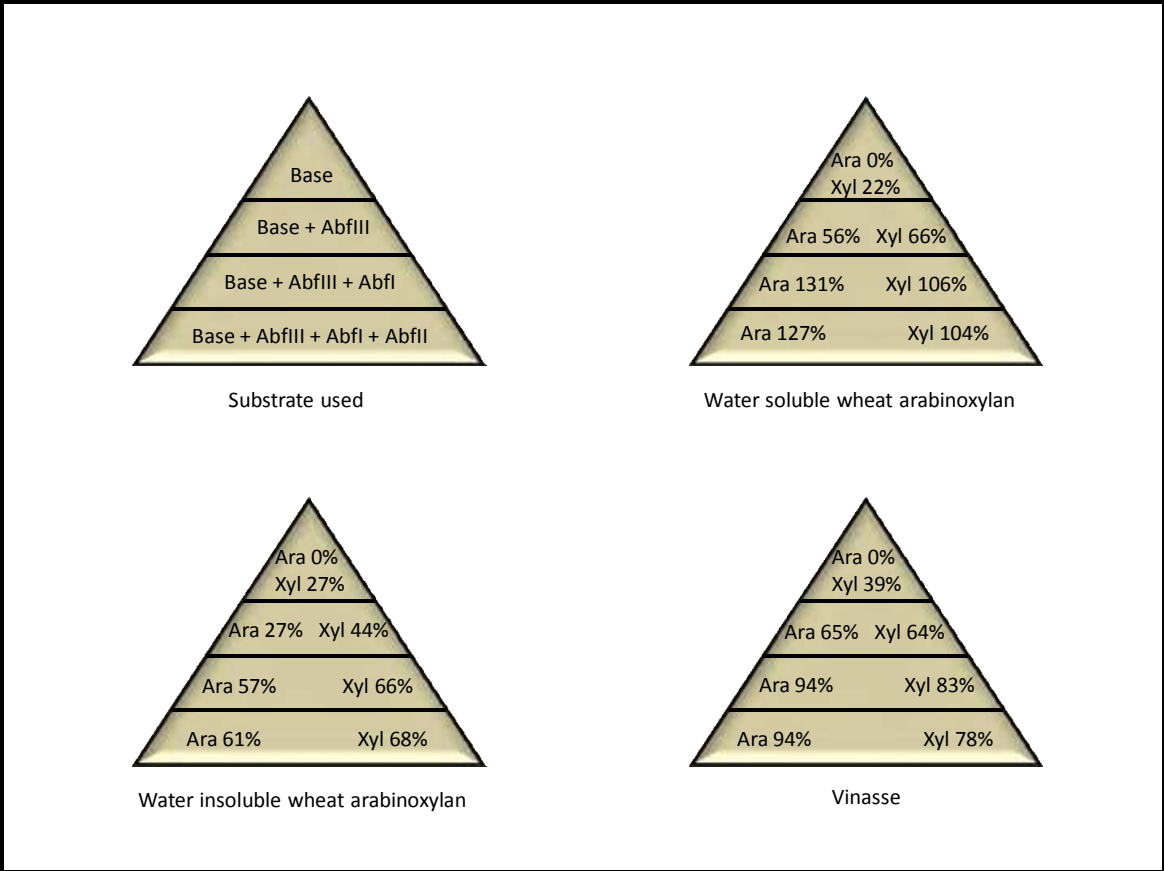 Base
Base + AbfIII
Base + AbfIII + AbfI
Base + AbfIII + AbfI + AbfII
Substrate used
Ara 0%
Xyl 22%
Ara 56% Xyl 66%
Ara 131% Xyl 106%
Ara 127% Xyl 104%
Water soluble wheat arabinoxylan
Ara 0%
Xyl 27%
Ara 27% Xyl 44%
Ara 57% Xyl 66%
Ara 61% Xyl 68%
Water insoluble wheat arabinoxylan
Ara 0%
Xyl 39%
Ara 65% Xyl 64%
Ara 94% Xyl 83%
Ara 94% Xyl 78%
Vinasse